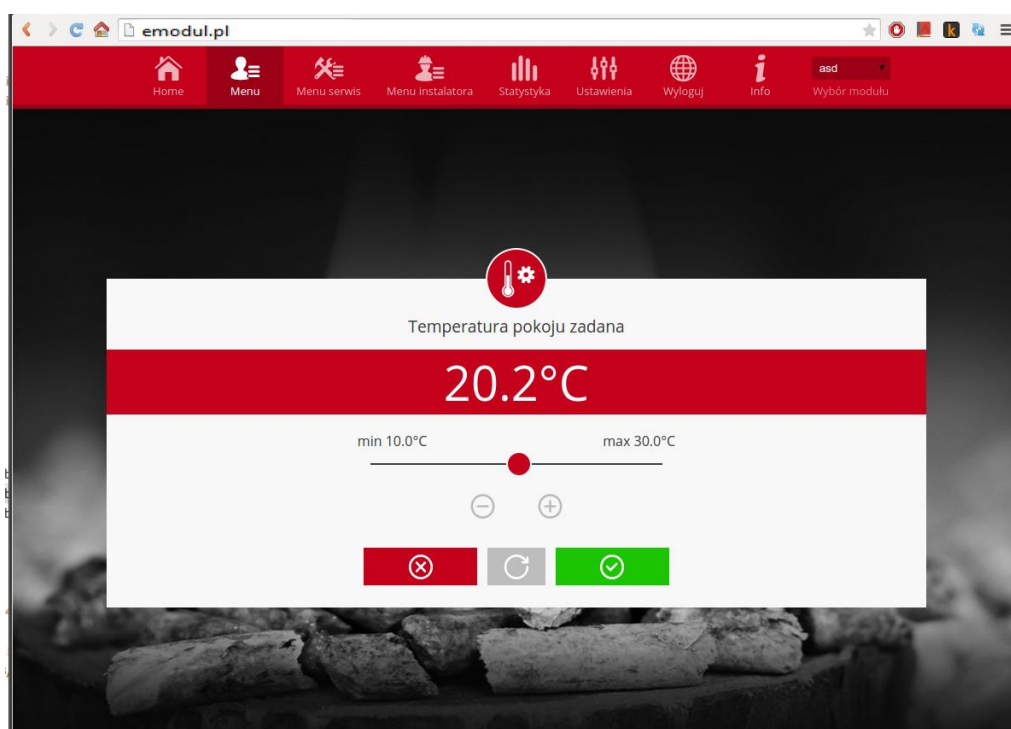 emodul.pl
Home
Menu
Menu serwis
Menu instalatora
Statystyka
Ustawienia
Wyloguj
Info
asd
Wybór modułu
Temperatura pokoju zadana
20.2°C
min 10.0°C
max 30.0°C